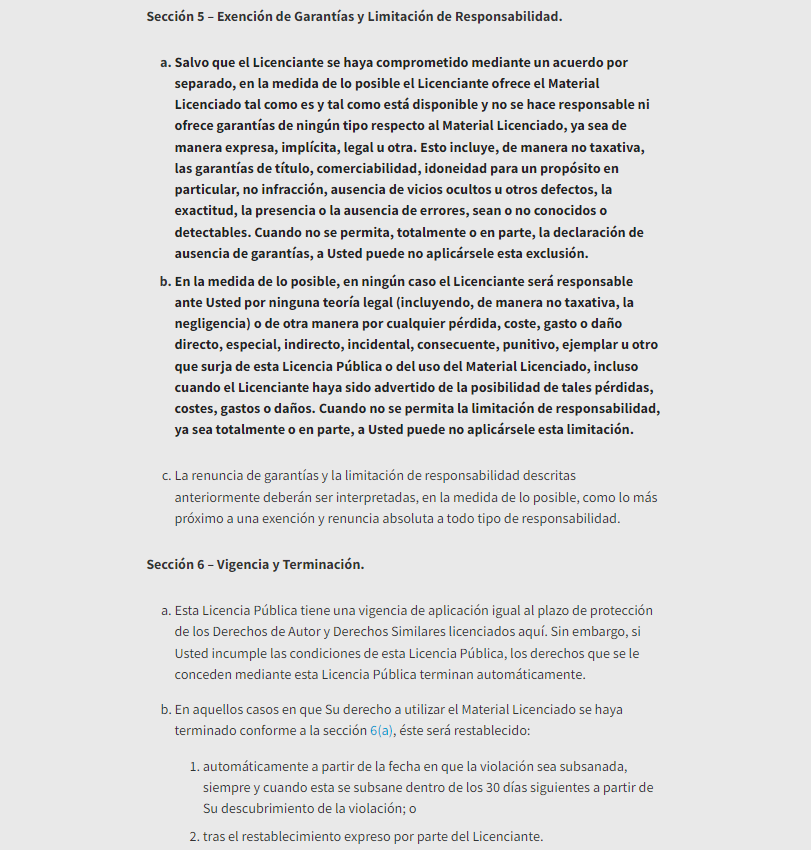 Sección 5 – Exención de Garantías y Limitación de Responsabilidad.
a. Salvo que el Licenciante se haya comprometido mediante un acuerdo por
separado, en la medida de lo posible el Licenciante ofrece el Material
Licenciado tal como es y tal como está disponible y no se hace responsable ni
ofrece garantías de ningún tipo respecto al Material Licenciado, ya sea de
manera expresa, implícita, legal u otra. Esto incluye, de manera no taxativa,
las garantías de título, comerciabilidad, idoneidad para un propósito en
particular, no infracción, ausencia de vicios ocultos u otros defectos, la
exactitud, la presencia o la ausencia de errores, sean o no conocidos o
detectables. Cuando no se permita, totalmente o en parte, la declaración de
ausencia de garantías, a Usted puede no aplicársele esta exclusión.
b. En la medida de lo posible, en ningún caso el Licenciante será responsable
ante Usted por ninguna teoría legal (incluyendo, de manera no taxativa, la
negligencia) o de otra manera por cualquier pérdida, coste, gasto o daño
directo, especial, indirecto, incidental, consecuente, punitivo, ejemplar u otro
que surja de esta Licencia Pública o del uso del Material Licenciado, incluso
cuando el Licenciante haya sido advertido de la posibilidad de tales pérdidas,
costes, gastos o daños. Cuando no se permita la limitación de responsabilidad,
ya sea totalmente o en parte, a Usted puede no aplicársele esta limitación.
c. La renuncia de garantías y la limitación de responsabilidad descritas
anteriormente deberán ser interpretadas, en la medida de lo posible, como lo más
próximo a una exención y renuncia absoluta a todo tipo de responsabilidad.
Sección 6 – Vigencia y Terminación.
a. Esta Licencia Pública tiene una vigencia de aplicación igual al plazo de protección
de los Derechos de Autor y Derechos Similares licenciados aquí. Sin embargo, si
Usted incumple las condiciones de esta Licencia Pública, los derechos que se le
conceden mediante esta Licencia Pública terminan automáticamente.
b. En aquellos casos en que Su derecho a utilizar el Material Licenciado se haya
terminado conforme a la sección 6(a), éste será restablecido:
1. automáticamente a partir de la fecha en que la violación sea subsanada,
siempre y cuando esta se subsane dentro de los 30 días siguientes a partir de
Su descubrimiento de la violación; o
2. tras el restablecimiento expreso por parte del Licenciante.